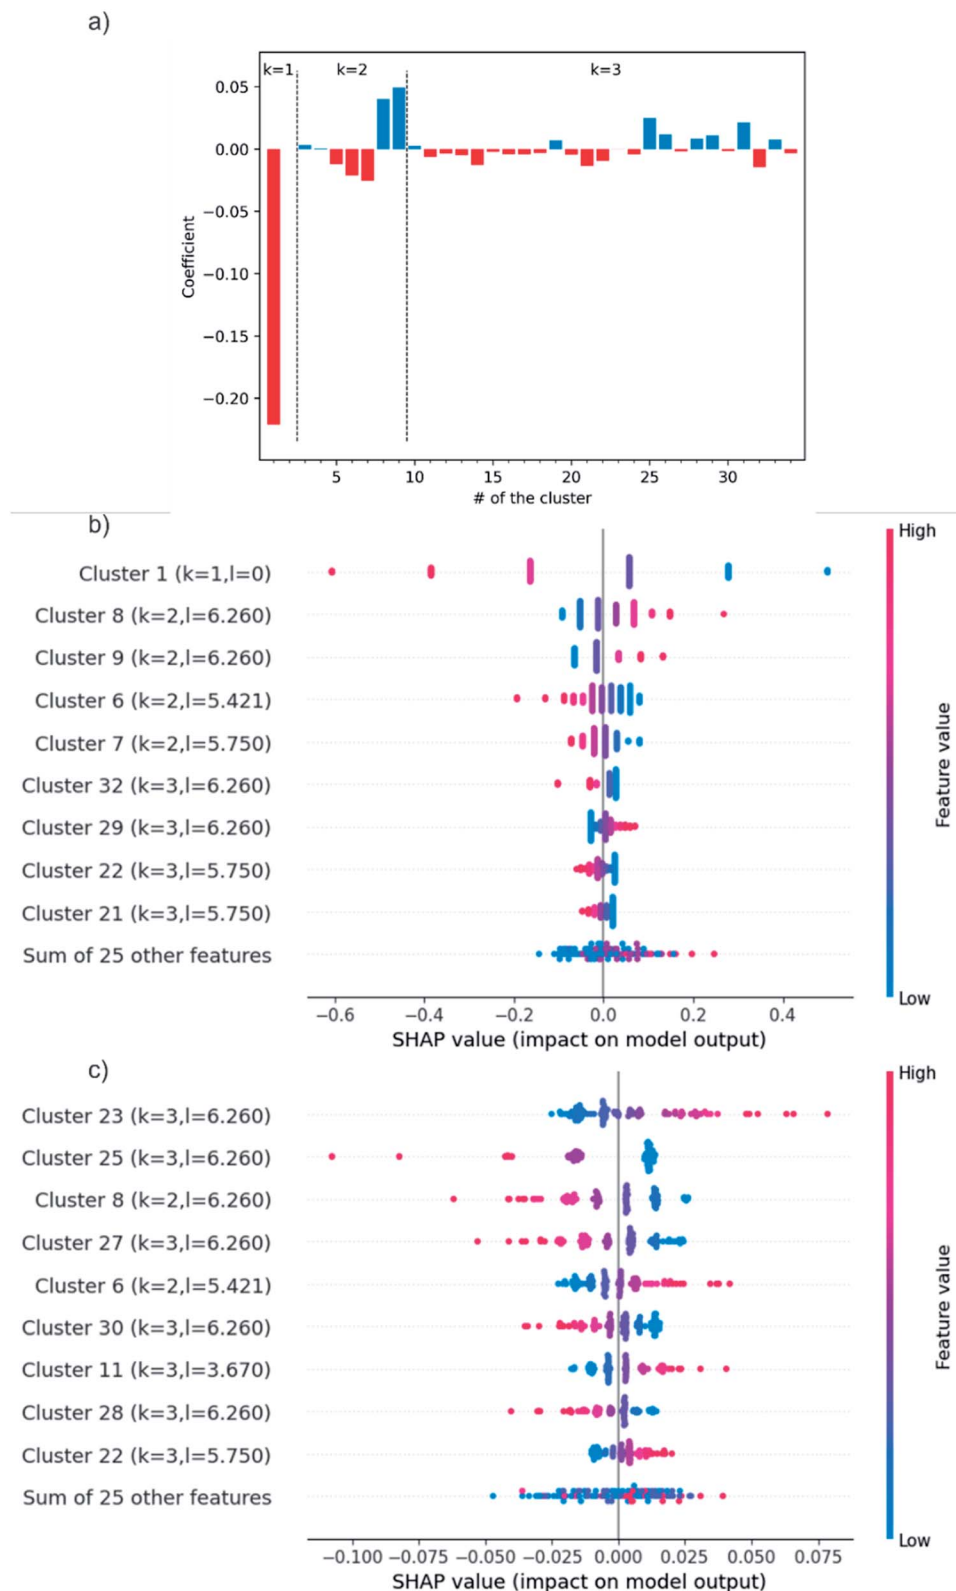 a)
k=1 k=2 k=3
0.05
0.00
−0.05
−0.10
−0.15
−0.20
Coefficient
5 10 15 20 25 30
# of the cluster
b)
High
Cluster 1 (k=1,l=0)
Cluster 8 (k=2,l=6.260)
Cluster 9 (k=2,l=6.260)
Cluster 6 (k=2,l=5.421)
Cluster 7 (k=2,l=5.750)
Cluster 32 (k=3,l=6.260)
Cluster 29 (k=3,l=6.260)
Cluster 22 (k=3,l=5.750)
Cluster 21 (k=3,l=5.750)
Sum of 25 other features
Feature value
Low
−0.6 −0.4 −0.2 0.0 0.2 0.4
SHAP value (impact on model output)
c)
High
Cluster 23 (k=3,l=6.260)
Cluster 25 (k=3,l=6.260)
Cluster 8 (k=2,l=6.260)
Cluster 27 (k=3,l=6.260)
Cluster 6 (k=2,l=5.421)
Cluster 30 (k=3,l=6.260)
Cluster 11 (k=3,l=3.670)
Cluster 28 (k=3,l=6.260)
Cluster 22 (k=3,l=5.750)
Sum of 25 other features
Feature value
Low
−0.100 −0.075 −0.050 −0.025 0.000 0.025 0.050 0.075
SHAP value (impact on model output)